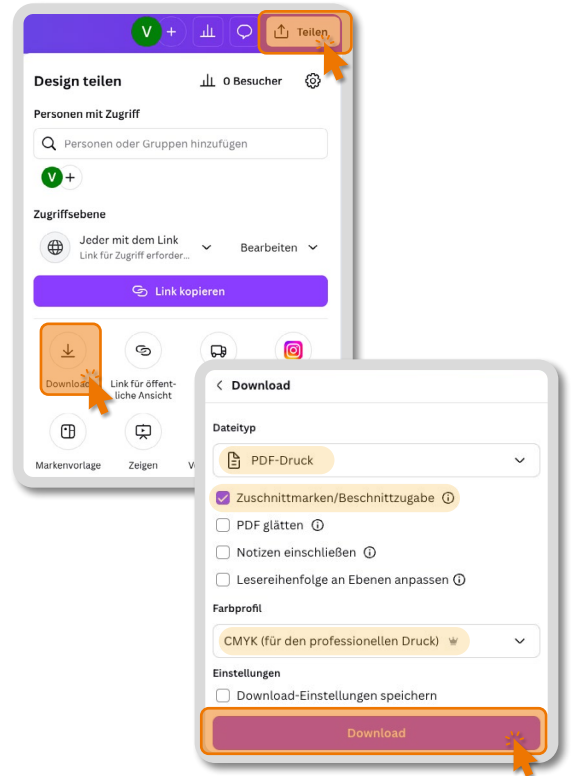 V +
Teilen
Design teilen
0 Besucher
Personen mit Zugriff
Personen oder Gruppen hinzufügen
V +
Zugriffsebene
Jeder mit dem Link
Link für Zugriff erforder...
Bearbeiten
Link kopieren
Download
Link für öffent-
liche Ansicht
Markenvorlage
Zeigen
Download
Dateityp
PDF-Druck
Zuschnittmarken/Beschnittzugabe
PDF glätten
Notizen einschließen
Lesereihenfolge an Ebenen anpassen
Farbprofil
CMYK (für den professionellen Druck)
Einstellungen
Download-Einstellungen speichern
Download